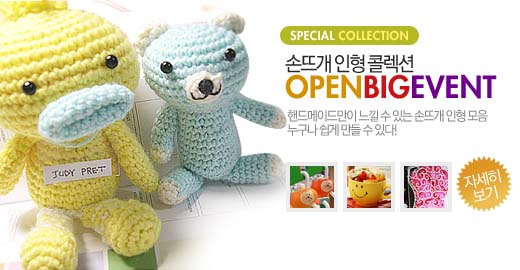 SPECIAL COLLECTION
손뜨개 인형 콜렉션
OPENBIGEVENT
핸드메이드만이 느낄 수 있는 손뜨개 인형 모음
누구나 쉽게 만들 수 있다!
JUDY PRET
자세히
보기